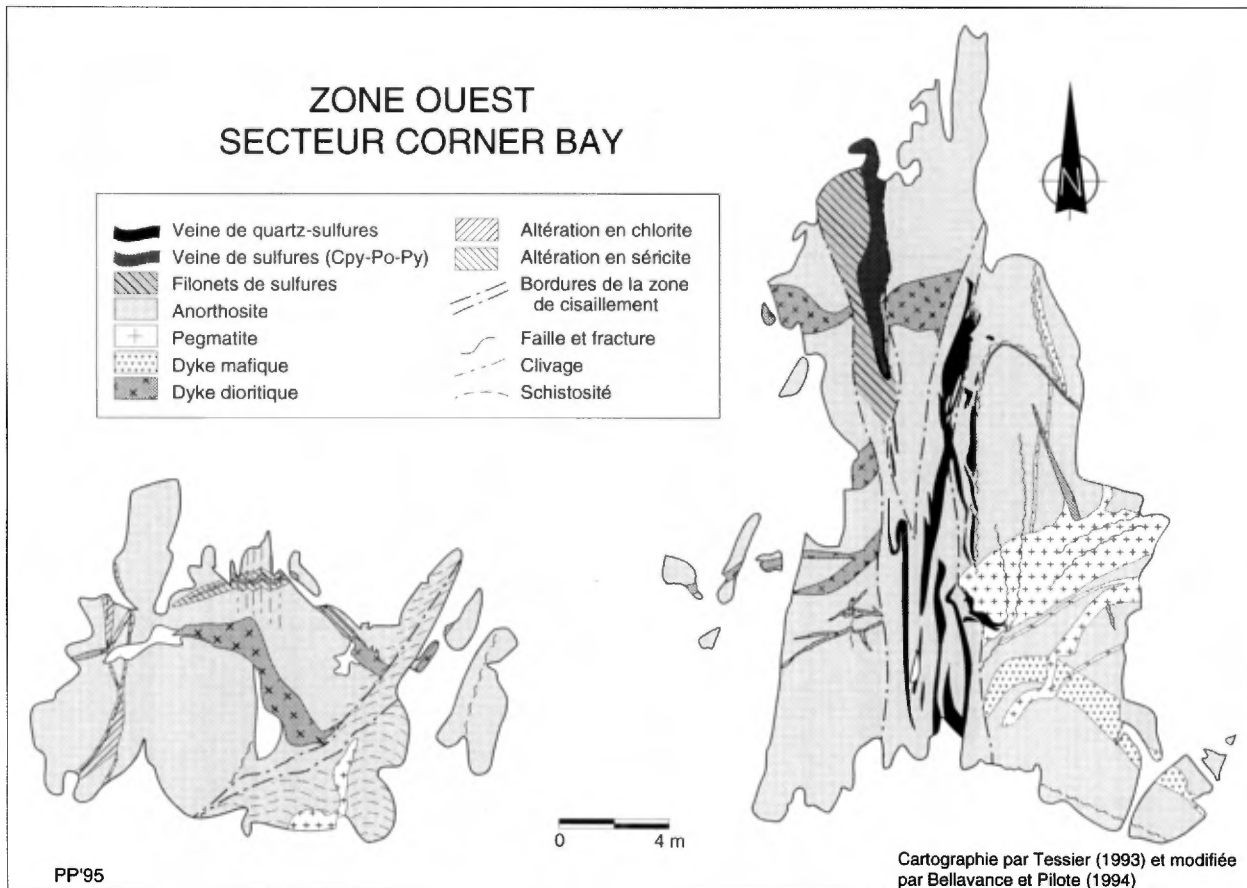 ZONE OUEST
SECTEUR CORNER BAY
Veine de quartz-sulfures
Veine de sulfures (Cpy-Po-Py)
Filonets de sulfures
Anorthosite
Pegmatite
Dyke mafique
Dyke dioritique
Altération en chlorite
Altération en séricite
Bordures de la zone
de cisaillement
Faille et fracture
Clivage
Schistosité
N
0 4 m
PP'95
Cartographie par Tessier (1993) et modifiée
par Bellavance et Pilote (1994)